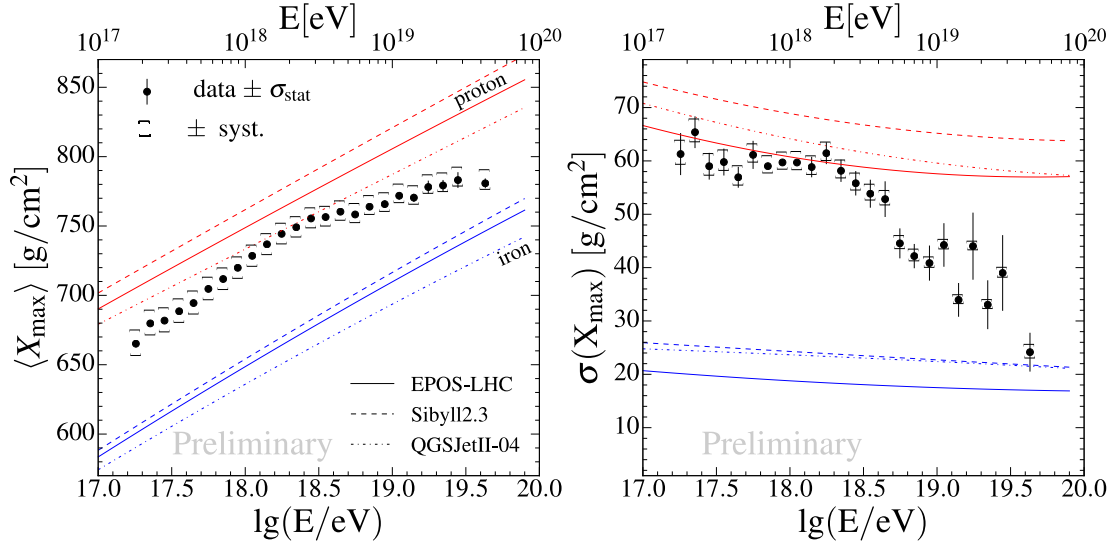 E[eV]
10^17 10^18 10^19 10^20
850
800
750
700
650
600
⟨X_max⟩ [g/cm^2]
data ± σ_stat
± syst.
proton
iron
EPOS-LHC
Sibyll2.3
QGSJetII-04
Preliminary
17.0 17.5 18.0 18.5 19.0 19.5 20.0
lg(E/eV)
E[eV]
10^17 10^18 10^19 10^20
70
60
50
40
30
20
10
σ(X_max) [g/cm^2]
Preliminary
17.0 17.5 18.0 18.5 19.0 19.5 20.0
lg(E/eV)